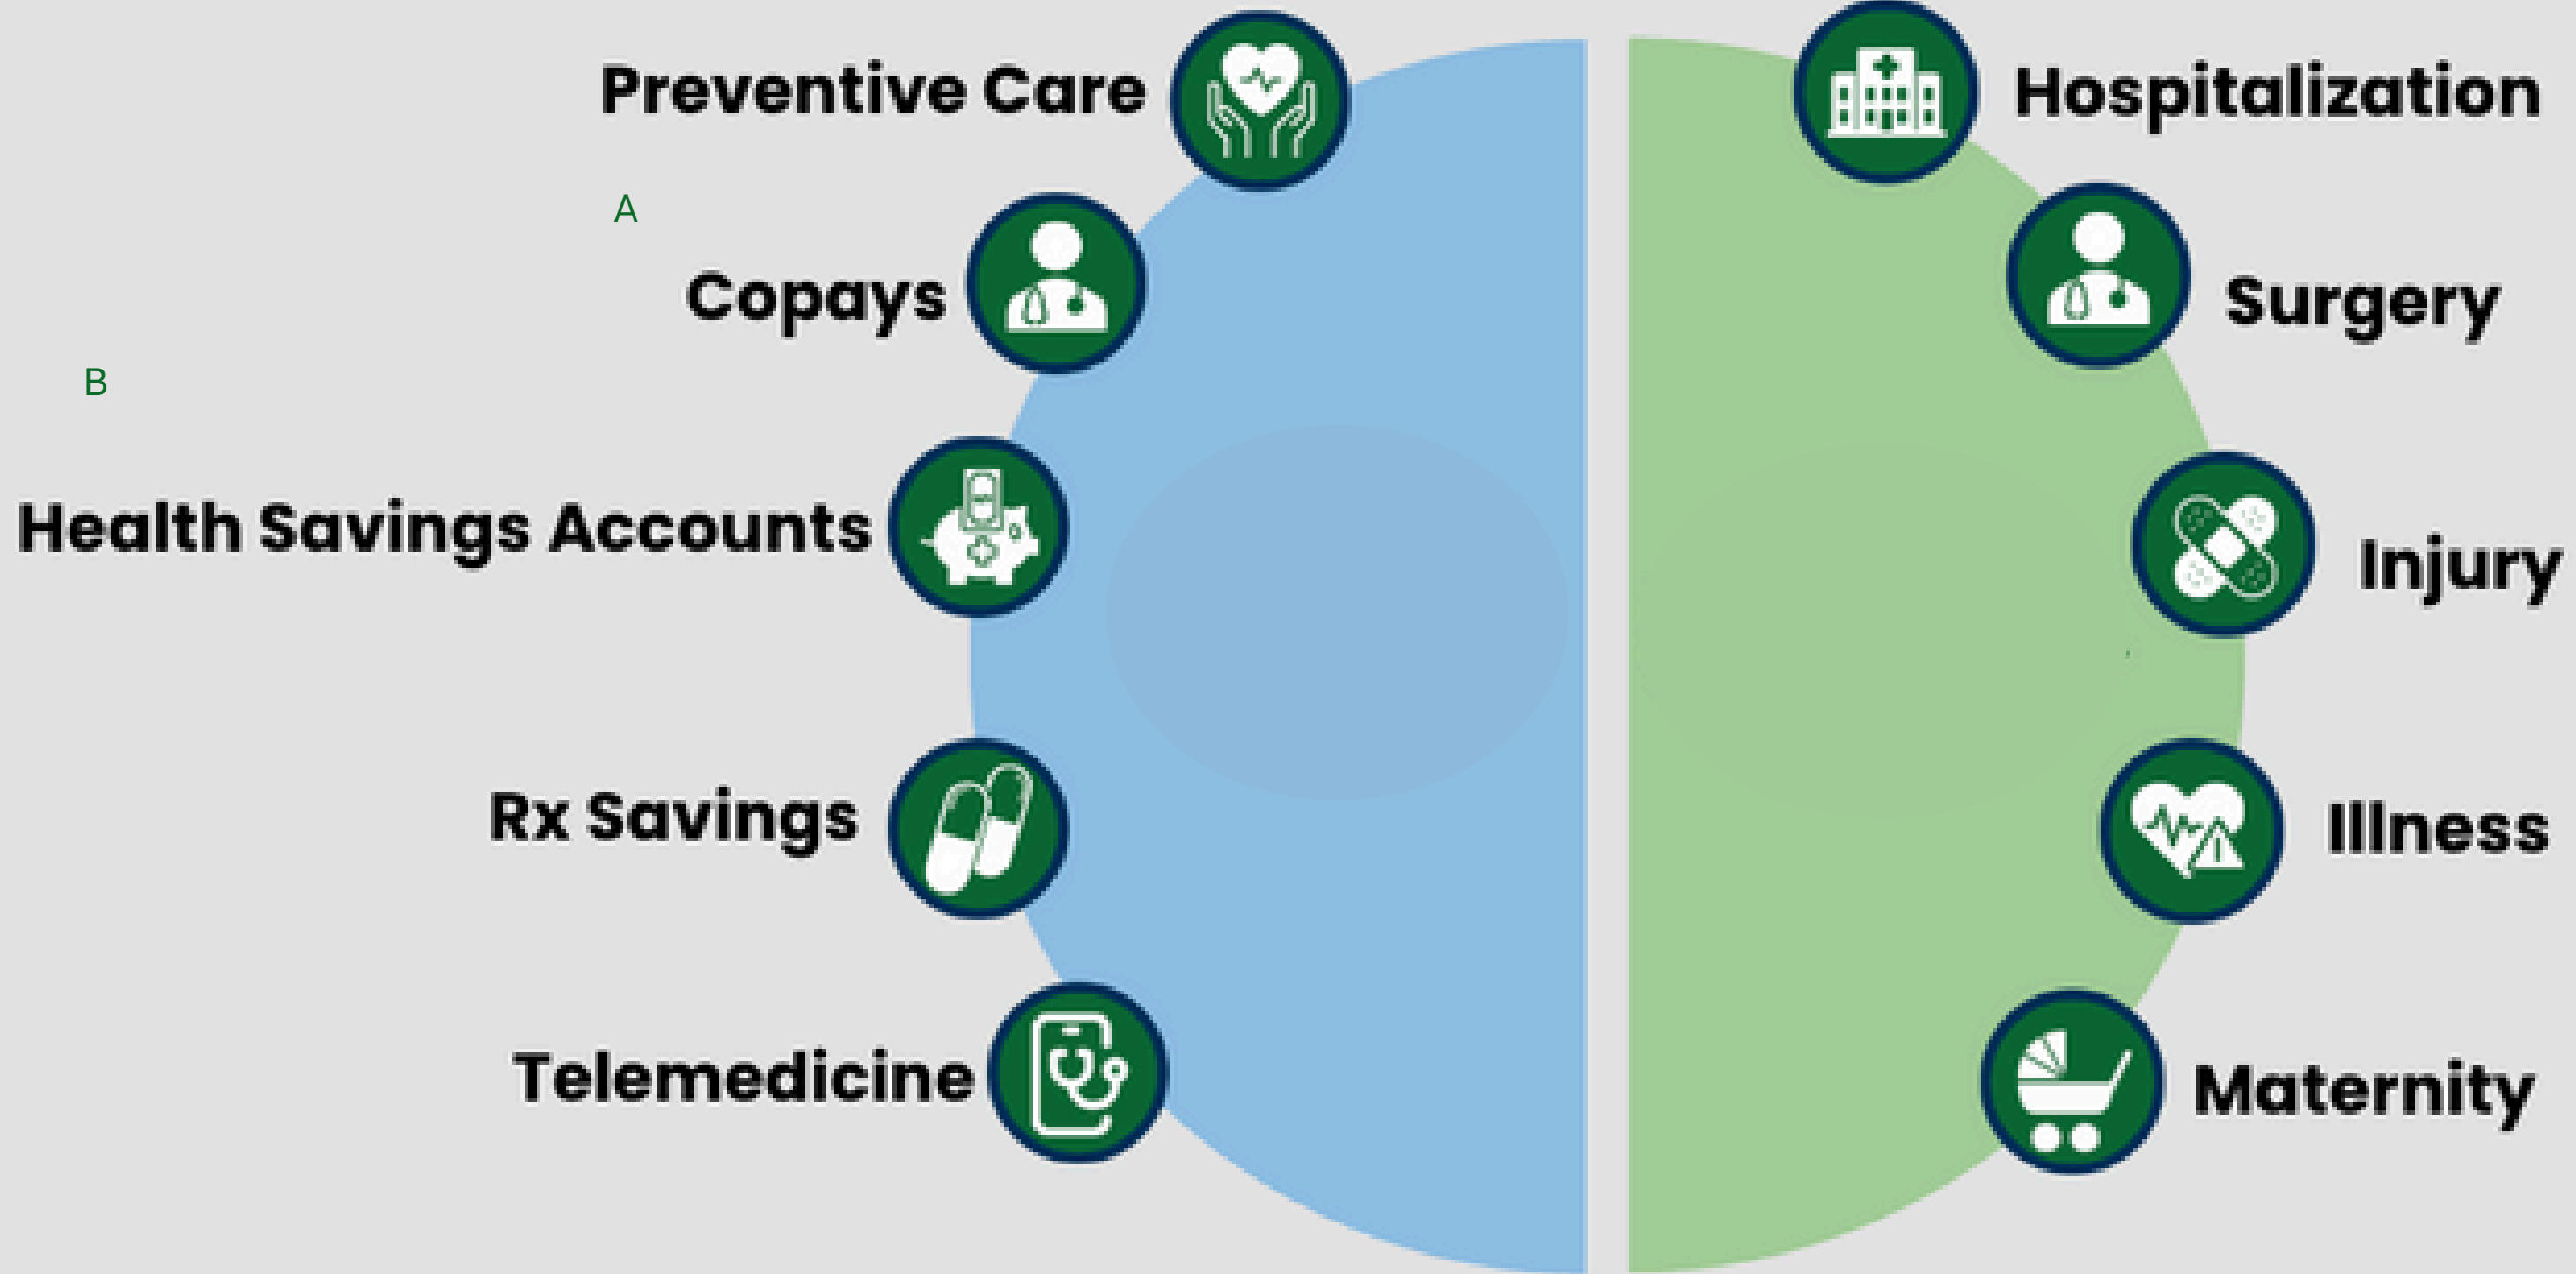 Preventive Care
A
Copays
B
Health Savings Accounts
Rx Savings
Telemedicine
Hospitalization
Surgery
Injury
Illness
Maternity